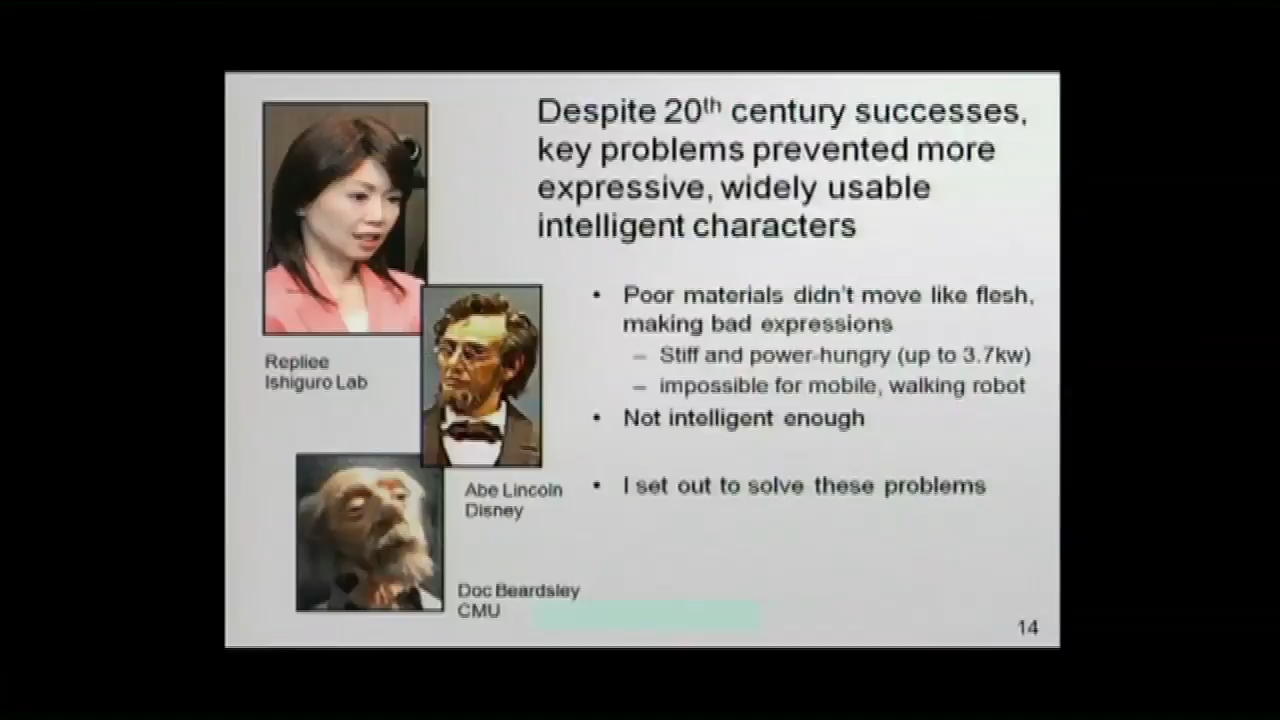 Despite 20th century successes,
key problems prevented more
expressive, widely usable
intelligent characters
• Poor materials didn't move like flesh,
making bad expressions
– Stiff and power-hungry (up to 3.7kw)
– impossible for mobile, walking robot
• Not intelligent enough
• I set out to solve these problems
Repliee
Ishiguro Lab
Abe Lincoln
Disney
Doc Beardsley
CMU
14